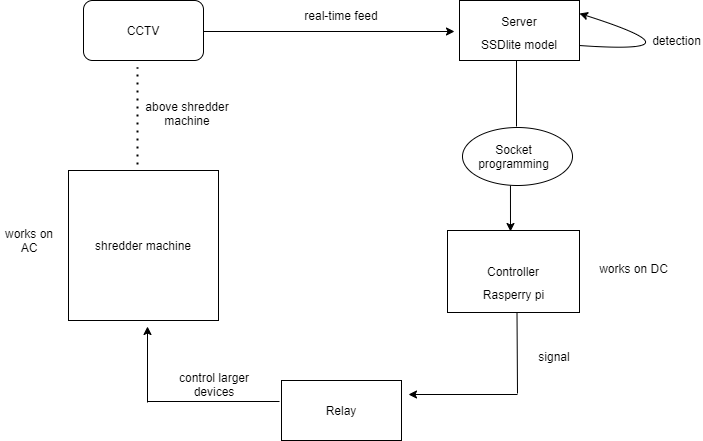 CCTV
real-time feed
Server
SSDlite model
detection
above shredder
machine
Socket
programming
works on
AC
shredder machine
Controller
Rasperry pi
works on DC
signal
control larger
devices
Relay